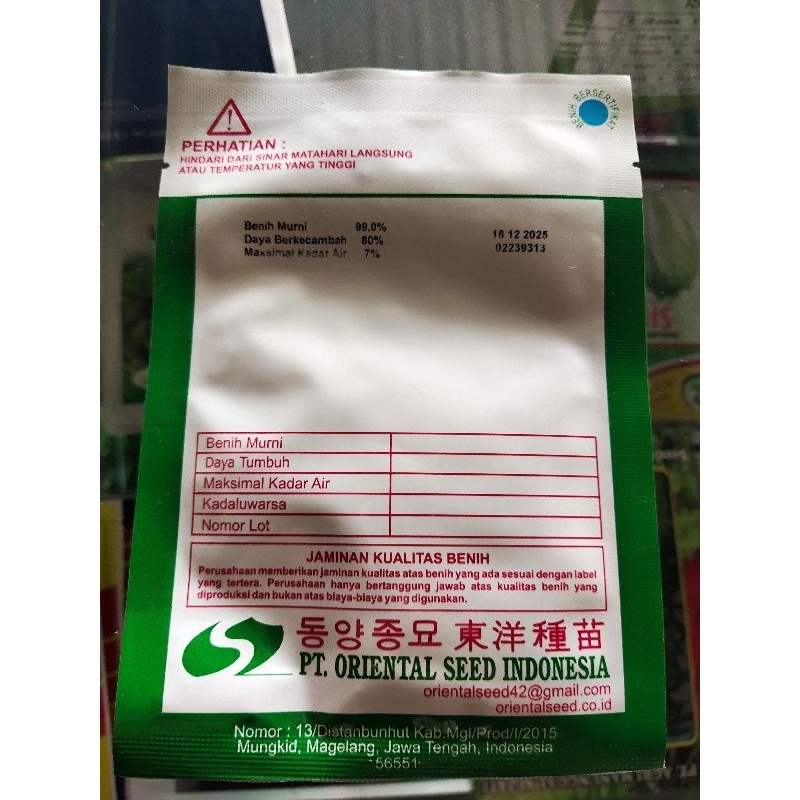 BENIH BERSERTIFIKAT
PERHATIAN :
HINDARI DARI SINAR MATAHARI LANGSUNG
ATAU TEMPERATUR YANG TINGGI
Benih Murni 99.0%
Daya Berkecambah 80%
Maksimal Kadar Air 7%
18 12 2025
02239313
Benih Murni
Daya Tumbuh
Maksimal Kadar Air
Kadaluwarsa
Nomor Lot
JAMINAN KUALITAS BENIH
Perusahaan memberikan jaminan kualitas atas benih yang ada sesuai dengan label
yang tertera. Perusahaan hanya bertanggung jawab atas kualitas benih yang
diproduksi dan bukan atas biaya-biaya yang digunakan.
동양종묘 東洋種苗
PT. ORIENTAL SEED INDONESIA
orientalseed42@gmail.com
orientalseed.co.id
Nomor : 13/Distanbunhut Kab.Mgl/Prod/I/2015
Mungkid, Magelang, Jawa Tengah, Indonesia
56551